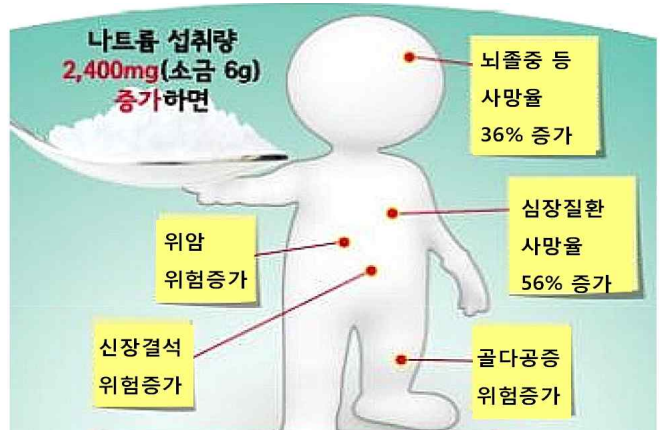 나트륨 섭취량
2,400mg(소금 6g)
증가하면
뇌졸중 등
사망율
36% 증가
심장질환
사망율
56% 증가
위암
위험증가
신장결석
위험증가
골다공증
위험증가